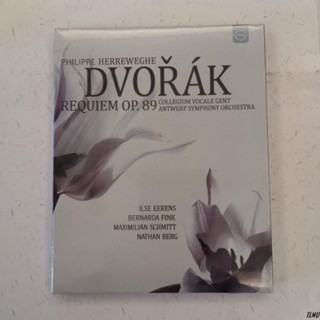 PHILIPPE HERREWEGHE
DVOŘÁK
REQUIEM OP. 89
COLLEGIUM VOCALE GENT
ANTWERP SYMPHONY ORCHESTRA
ILSE EERENS
BERNARDA FINK
MAXIMILIAN SCHMITT
NATHAN BERG
TLMU